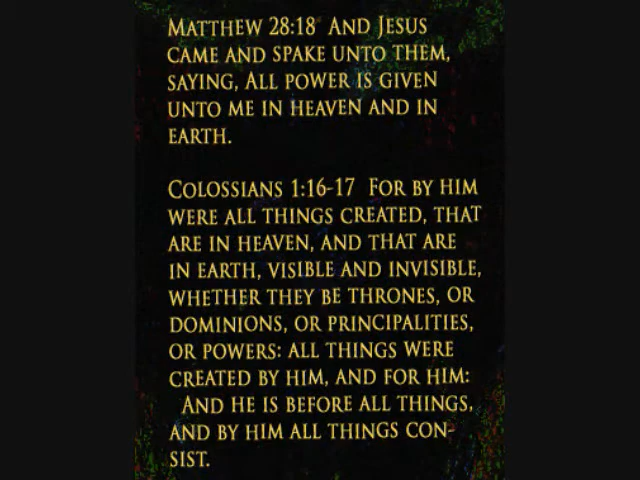 Matthew 28:18 And Jesus
came and spake unto them,
saying, All power is given
unto me in heaven and in
earth.
Colossians 1:16-17 For by him
were all things created, that
are in heaven, and that are
in earth, visible and invisible,
whether they be thrones, or
dominions, or principalities,
or powers: all things were
created by him, and for him:
And he is before all things,
and by him all things con-
sist.